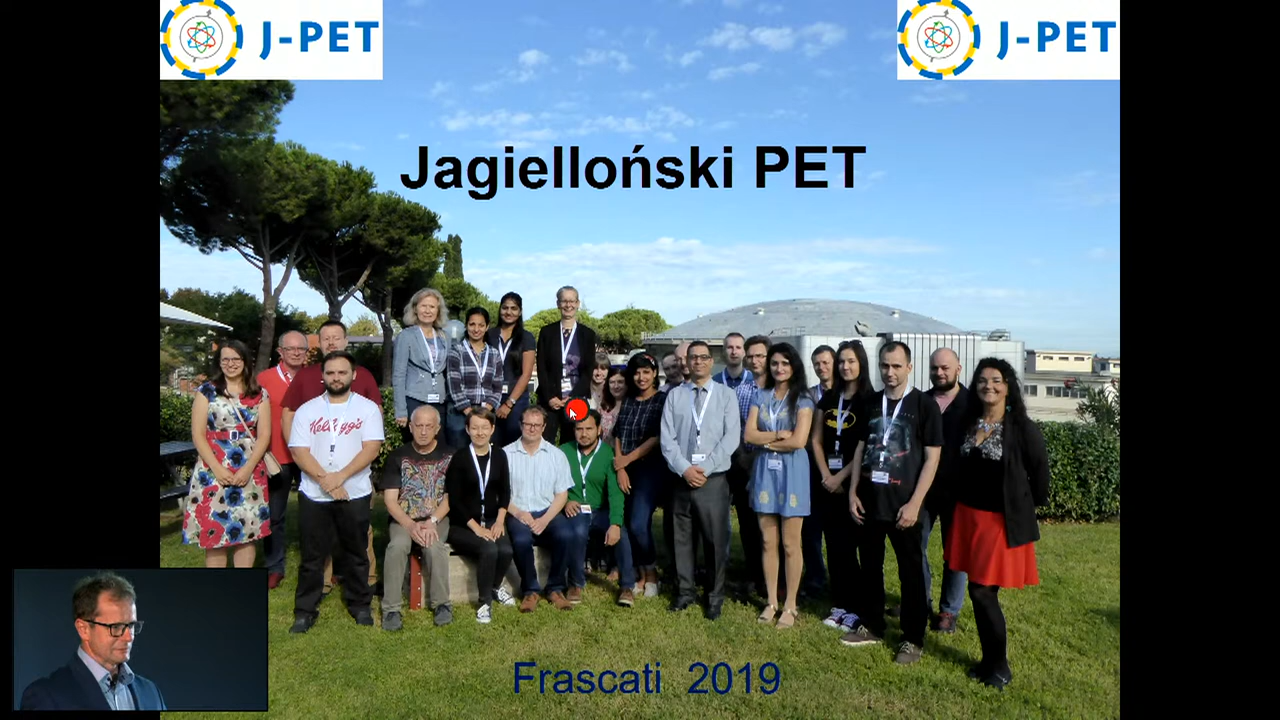 J-PET
J-PET
Jagielloński PET
Kellogg's
Frascati 2019